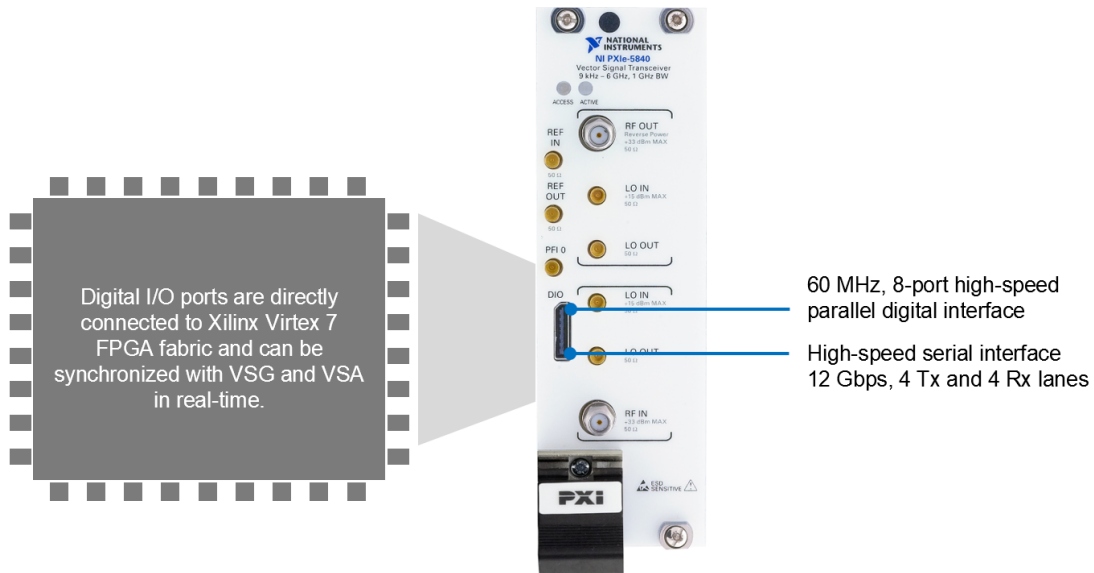 NATIONAL
INSTRUMENTS
NI PXIe-5840
Vector Signal Transceiver
9 kHz – 6 GHz, 1 GHz BW
ACCESS ACTIVE
REF
IN
50 Ω
RF OUT
Reverse Power
+33 dBm MAX
50 Ω
REF
OUT
50 Ω
LO IN
+15 dBm MAX
50 Ω
PFI 0
LO OUT
50 Ω
DIO
LO IN
+15 dBm MAX
50 Ω
LO OUT
50 Ω
RF IN
+33 dBm MAX
50 Ω
ESD
SENSITIVE
PXI
Digital I/O ports are directly
connected to Xilinx Virtex 7
FPGA fabric and can be
synchronized with VSG and VSA
in real-time.
60 MHz, 8-port high-speed
parallel digital interface
High-speed serial interface
12 Gbps, 4 Tx and 4 Rx lanes